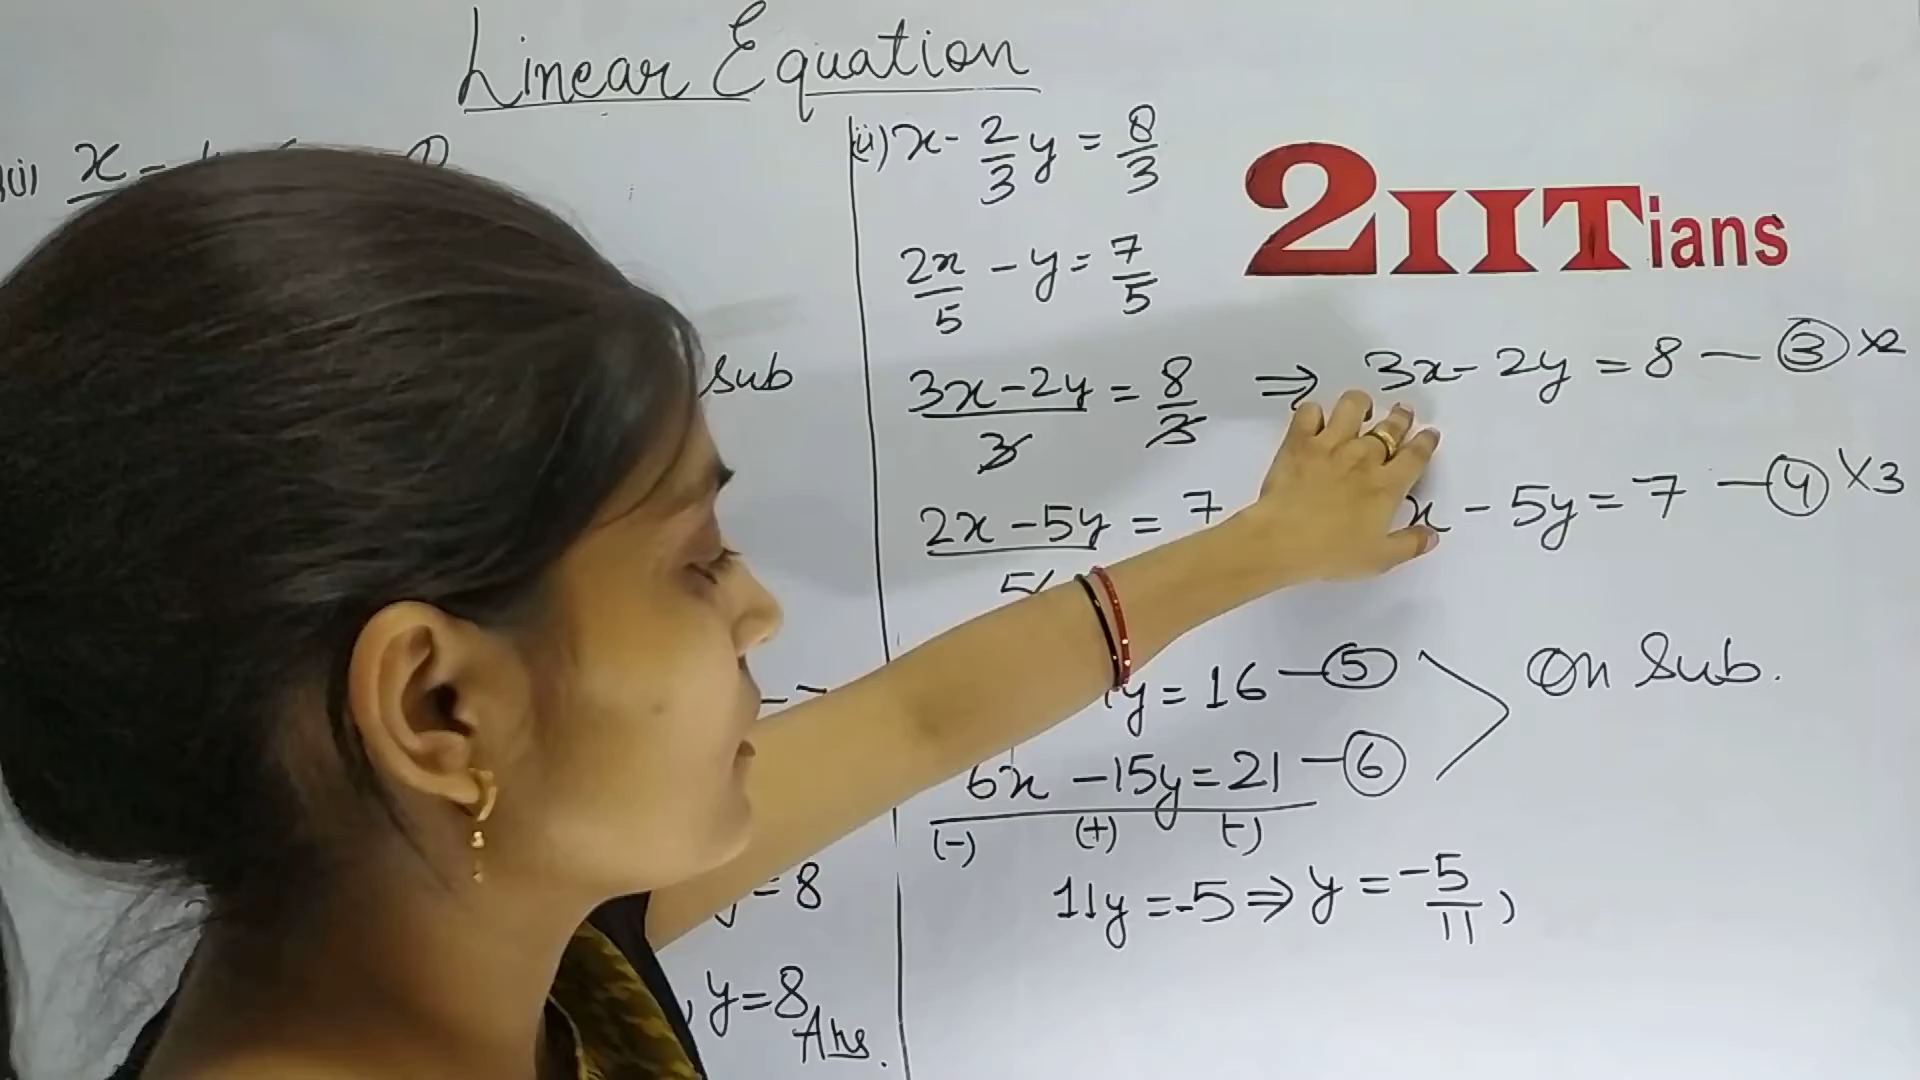 Linear Equation
(ii) x - 2/3 y = 8/3
2IITians
2x/5 - y = 7/5
Sub
3x - 2y / 3 = 8/3 ⇒ 3x - 2y = 8 — ③ ×2
2x - 5y / 5 = 7
x - 5y = 7 — ④ ×3
y = 16 — ⑤
On Sub.
6x - 15y = 21 — ⑥
(-) (+) (-)
= 8
11y = -5 ⇒ y = -5/11,
, y = 8 Ans.